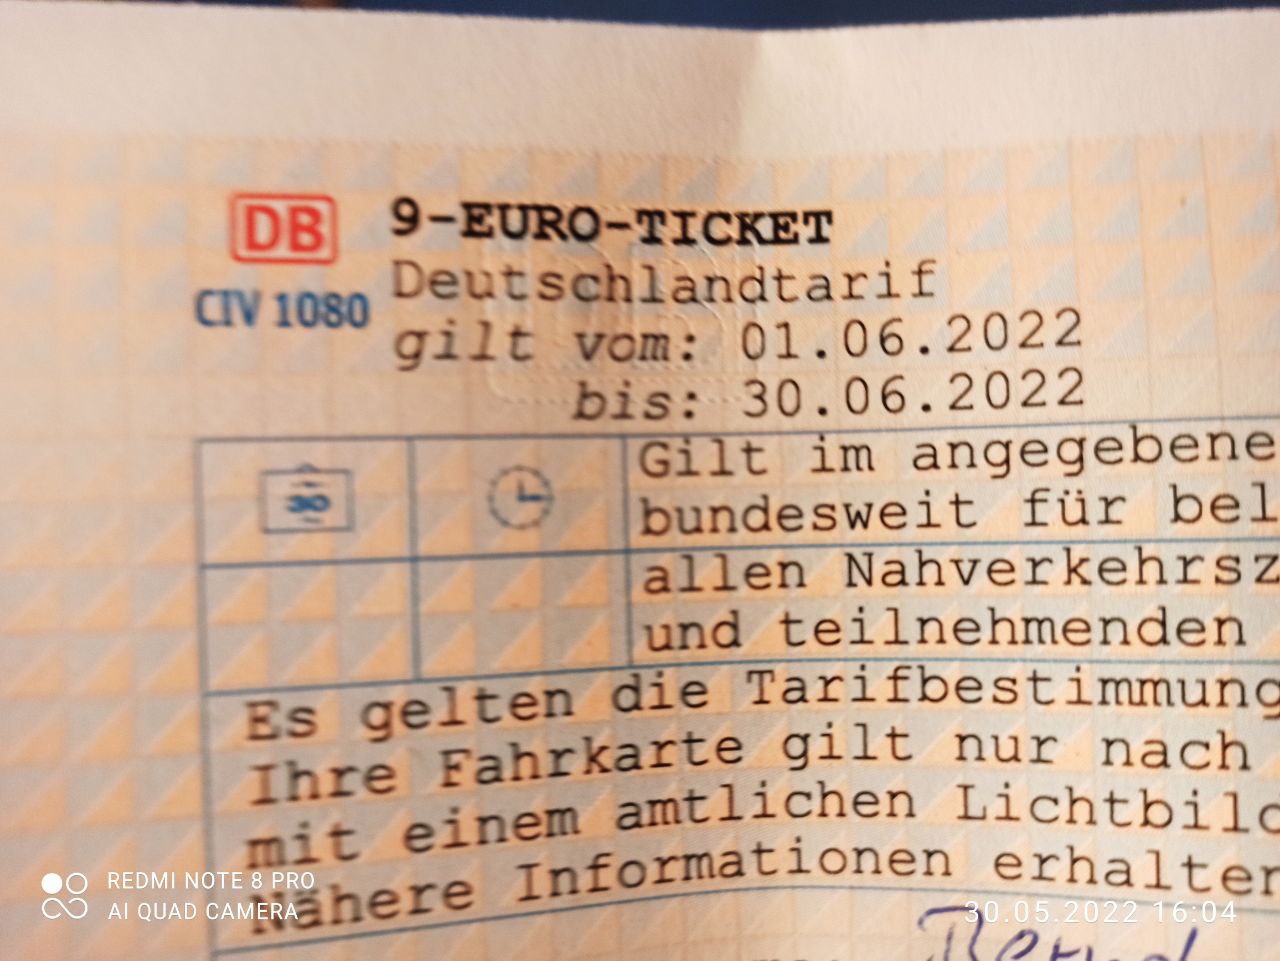 DB
9-EURO-TICKET
CIV 1080
Deutschlandtarif
gilt vom: 01.06.2022
bis: 30.06.2022
Gilt im angegebene
bundesweit für bel
allen Nahverkehrsz
und teilnehmenden
Es gelten die Tarifbestimmung
Ihre Fahrkarte gilt nur nach
mit einem amtlichen Lichtbild
Nähere Informationen erhalten
REDMI NOTE 8 PRO
AI QUAD CAMERA
30.05.2022 16:04